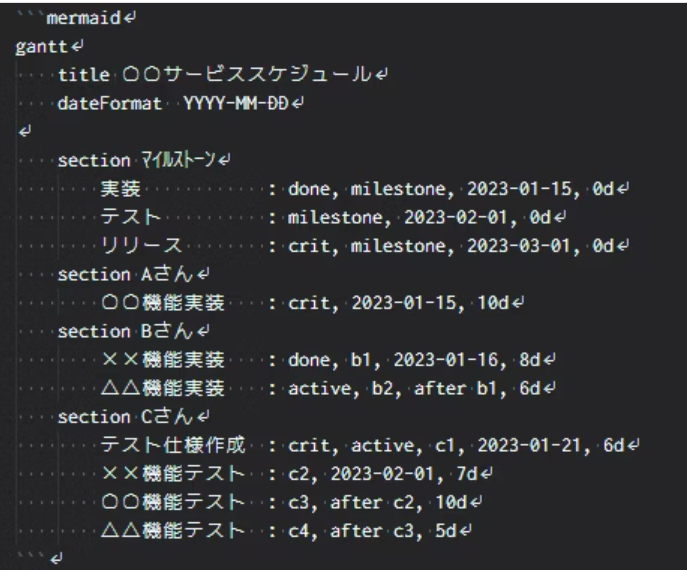 ```mermaid
gantt
    title 〇〇サービススケジュール
    dateFormat  YYYY-MM-DD

    section ﾏｲﾙｽﾄｰﾝ
        実装            : done, milestone, 2023-01-15, 0d
        テスト          : milestone, 2023-02-01, 0d
        リリース        : crit, milestone, 2023-03-01, 0d
    section Aさん
        〇〇機能実装    : crit, 2023-01-15, 10d
    section Bさん
        ××機能実装    : done, b1, 2023-01-16, 8d
        △△機能実装    : active, b2, after b1, 6d
    section Cさん
        テスト仕様作成  : crit, active, c1, 2023-01-21, 6d
        ××機能テスト  : c2, 2023-02-01, 7d
        〇〇機能テスト  : c3, after c2, 10d
        △△機能テスト  : c4, after c3, 5d
```